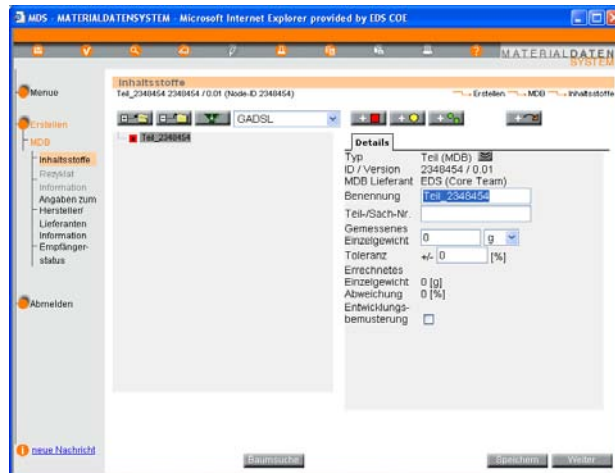 MDS - MATERIALDATENSYSTEM - Microsoft Internet Explorer provided by EDS COE
MATERIALDATEN
SYSTEM
Inhaltsstoffe
Teil_2348454 2348454 / 0.01 (Node-ID 2348454)
Erstellen MDB Inhaltsstoffe
Menue
Erstellen
MDB
Inhaltsstoffe
Rezyklat
Information
Angaben zum
Hersteller/
Lieferanten
Information
Empfänger-
status
Abmelden
neue Nachricht
GADSL
Teil_2348454
Baumsuche
Details
Typ Teil (MDB)
ID / Version 2348454 / 0.01
MDB Lieferant EDS (Core Team)
Benennung Teil_2348454
Teil-/Sach-Nr.
Gemessenes
Einzelgewicht 0 g
Toleranz +/- 0 [%]
Errechnetes
Einzelgewicht 0 [g]
Abweichung 0 [%]
Entwicklungs-
bemusterung
Speichern Weiter